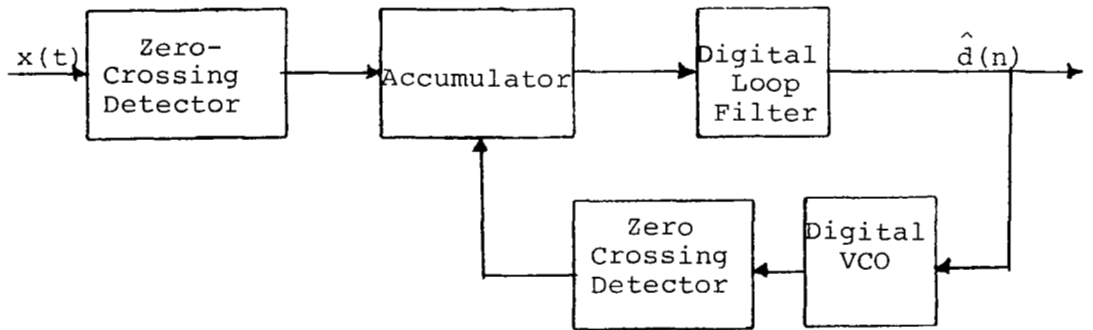 x(t)
Zero-
Crossing
Detector
Accumulator
Digital
Loop
Filter
d̂(n)
Zero
Crossing
Detector
Digital
VCO